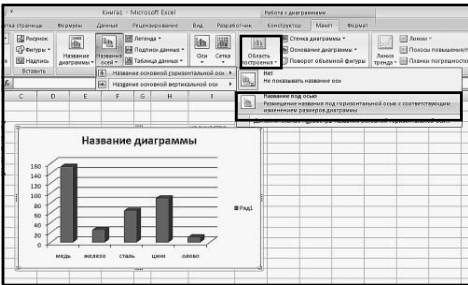 Книга1 - Microsoft Excel
Работа с диаграммами
страницы Формулы Данные Рецензирование Вид Разработчик Конструктор Макет Формат
Рисунок
Фигуры
Надпись
Вставить
Название диаграммы
Названия осей
Легенда
Подписи данных
Таблица данных
Оси
Сетка
Область построения
Стенка диаграммы
Основание диаграммы
Поворот объемной фигуры
Линия тренда
Линии
Полосы повышения
Планки погрешностей
Название основной горизонтальной оси
Название основной вертикальной оси
Нет
Не показывать название оси
Название под осью
Размещение названия под горизонтальной осью с соответствующим
изменением размеров диаграммы
C D E F G H I
Название диаграммы
160
140
120
100
80
60
40
20
0
медь железо сталь цинк олово
Ряд1